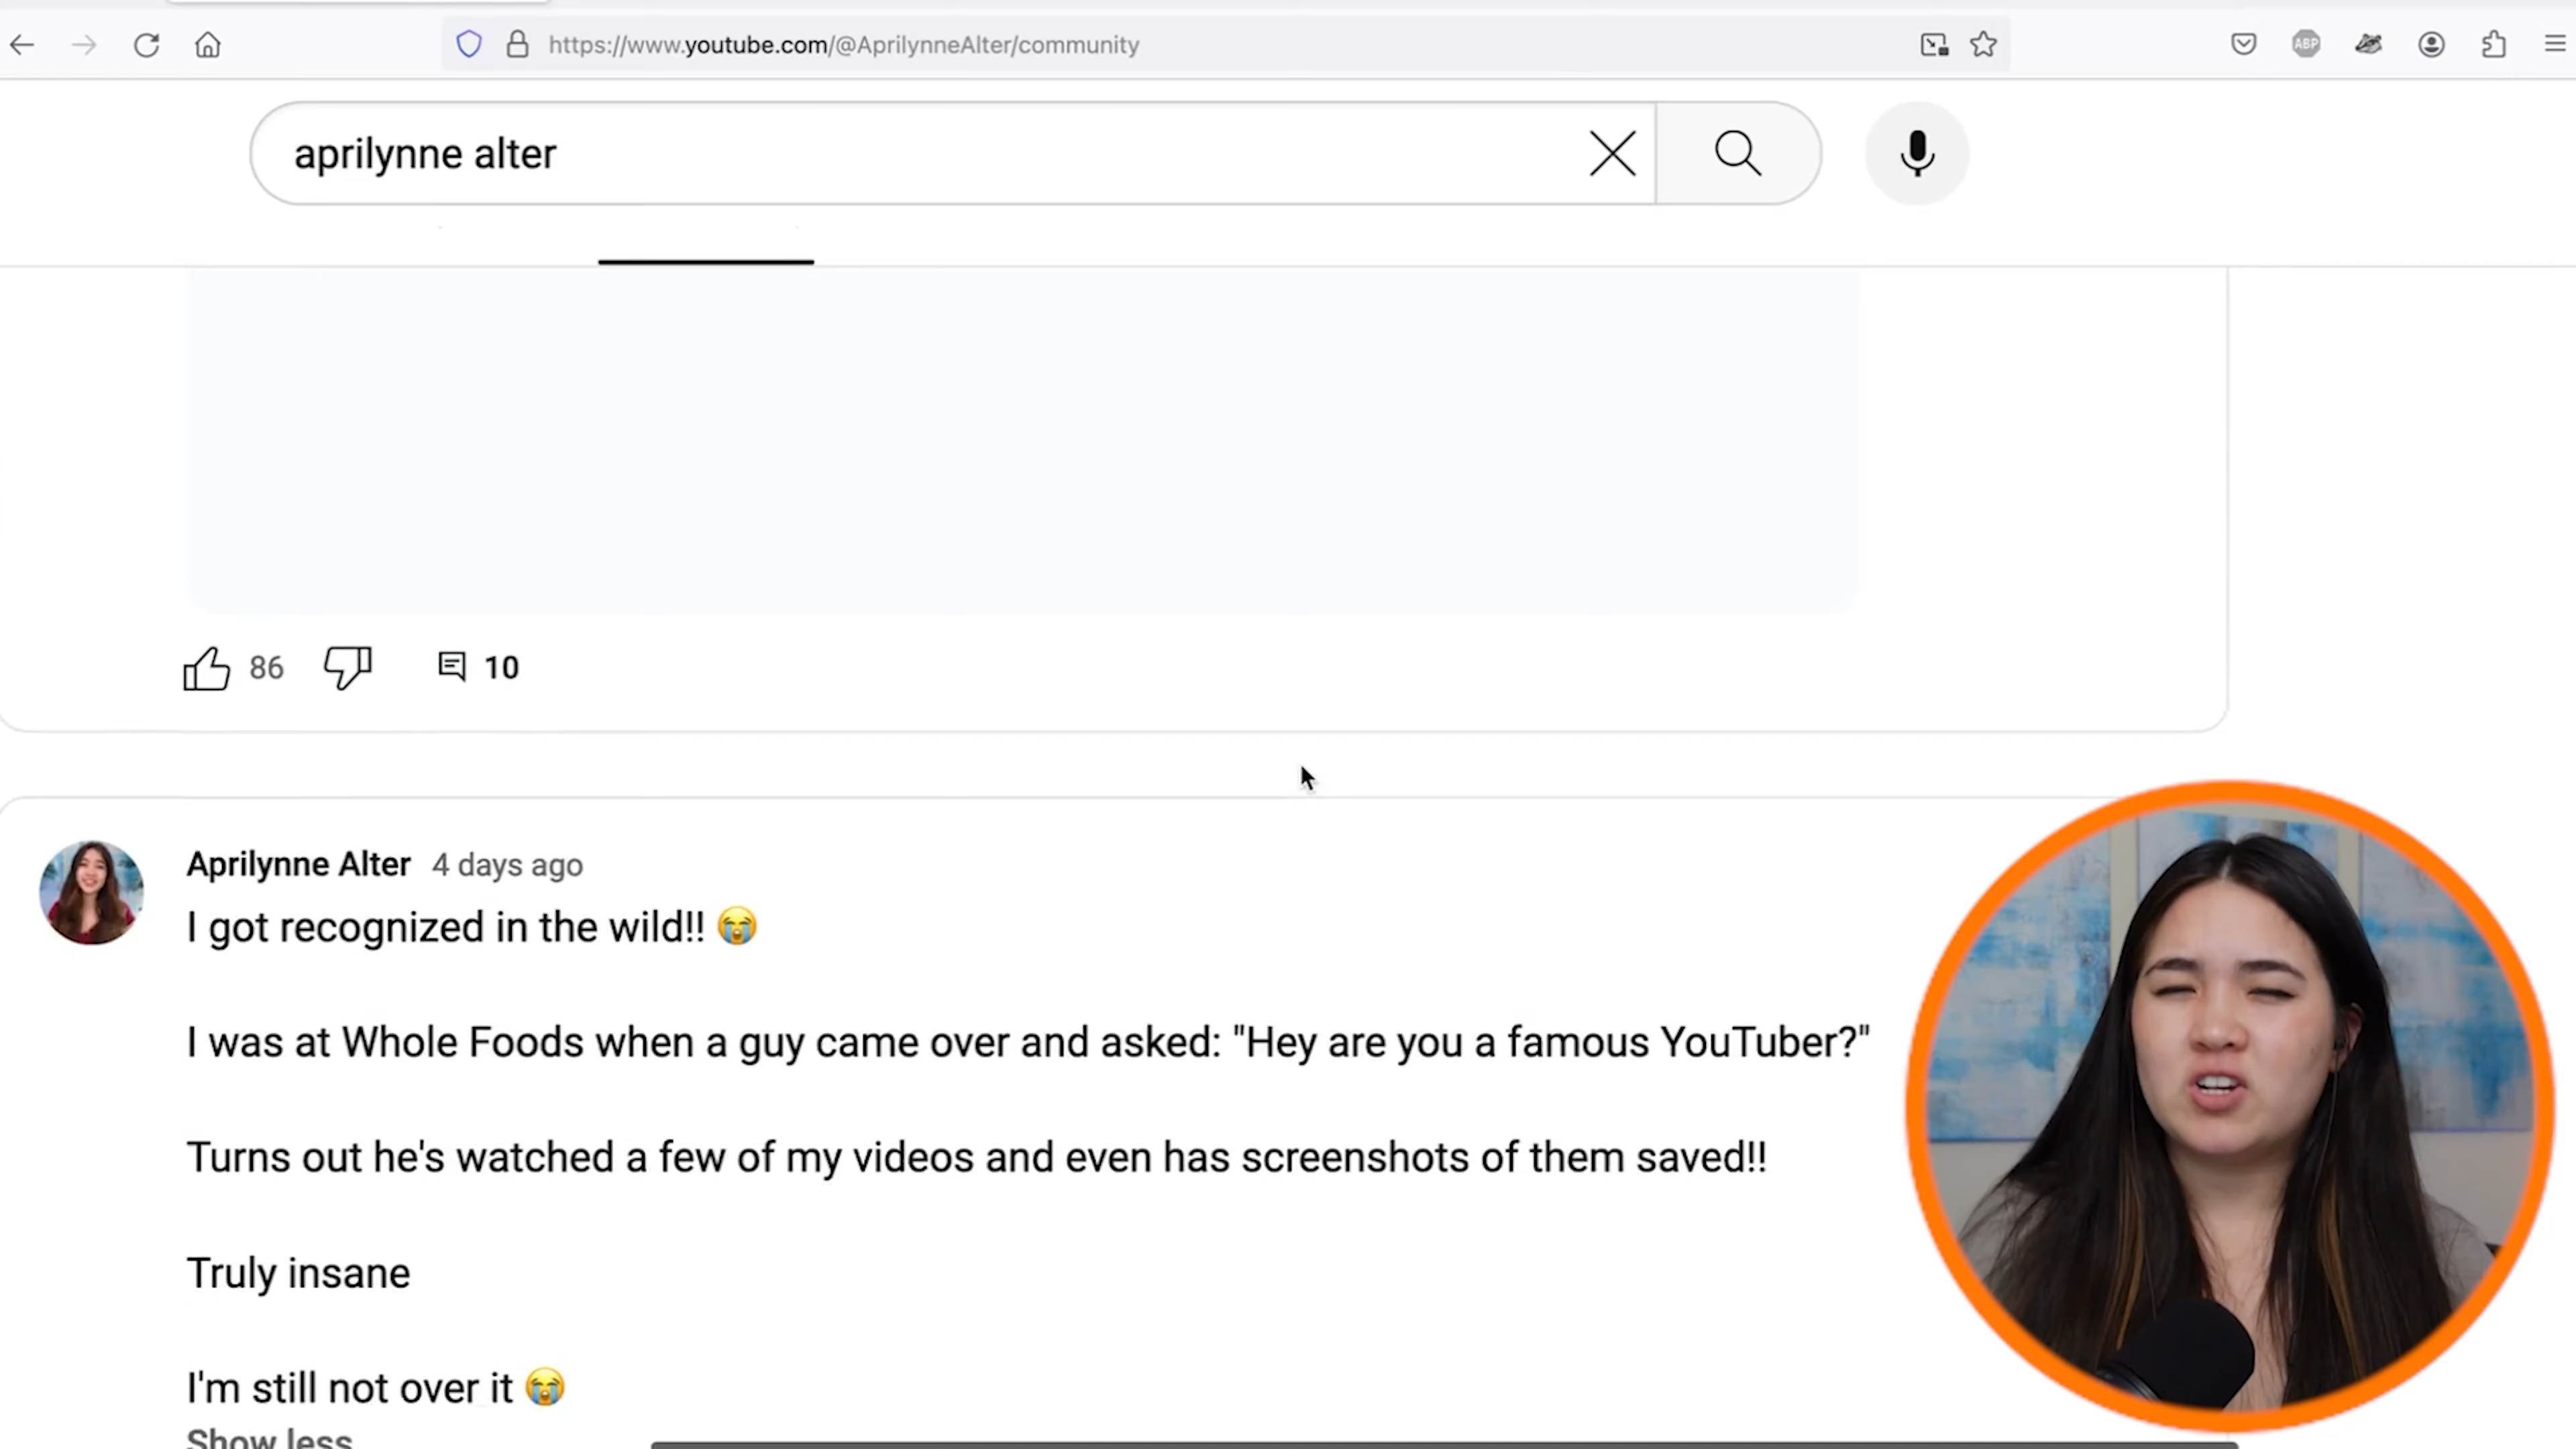 https://www.youtube.com/@AprilynneAlter/community
ABP
aprilynne alter
86
10
Aprilynne Alter 4 days ago
I got recognized in the wild!! 😭
I was at Whole Foods when a guy came over and asked: "Hey are you a famous YouTuber?"
Turns out he's watched a few of my videos and even has screenshots of them saved!!
Truly insane
I'm still not over it 😭
Show less